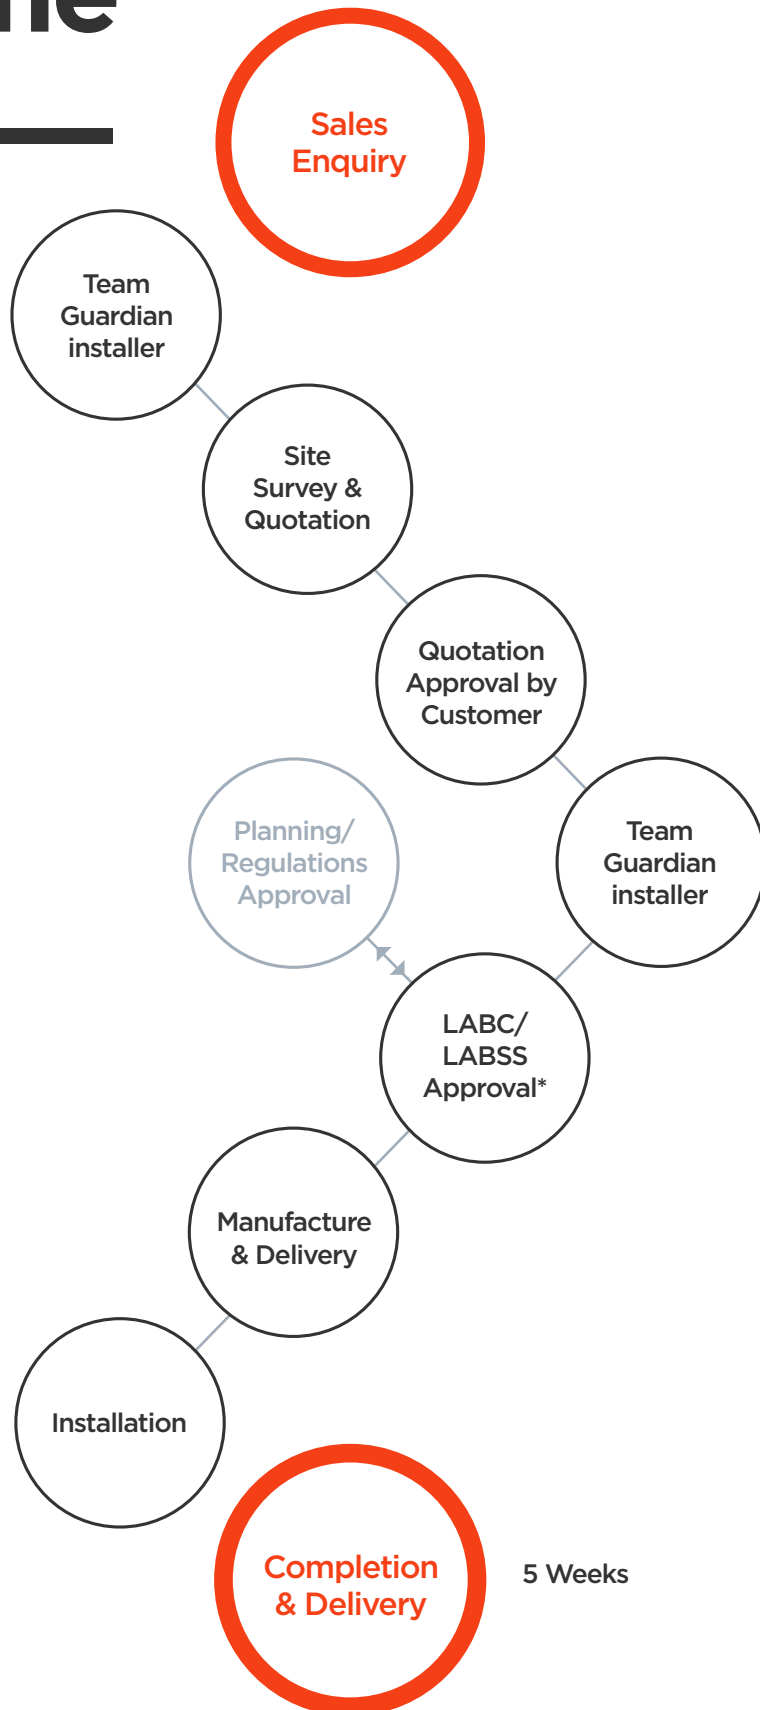 Sales
Enquiry
Team
Guardian
installer
Site
Survey &
Quotation
Quotation
Approval by
Customer
Planning/
Regulations
Approval
Team
Guardian
installer
LABC/
LABSS
Approval*
Manufacture
& Delivery
Installation
Completion
& Delivery
5 Weeks